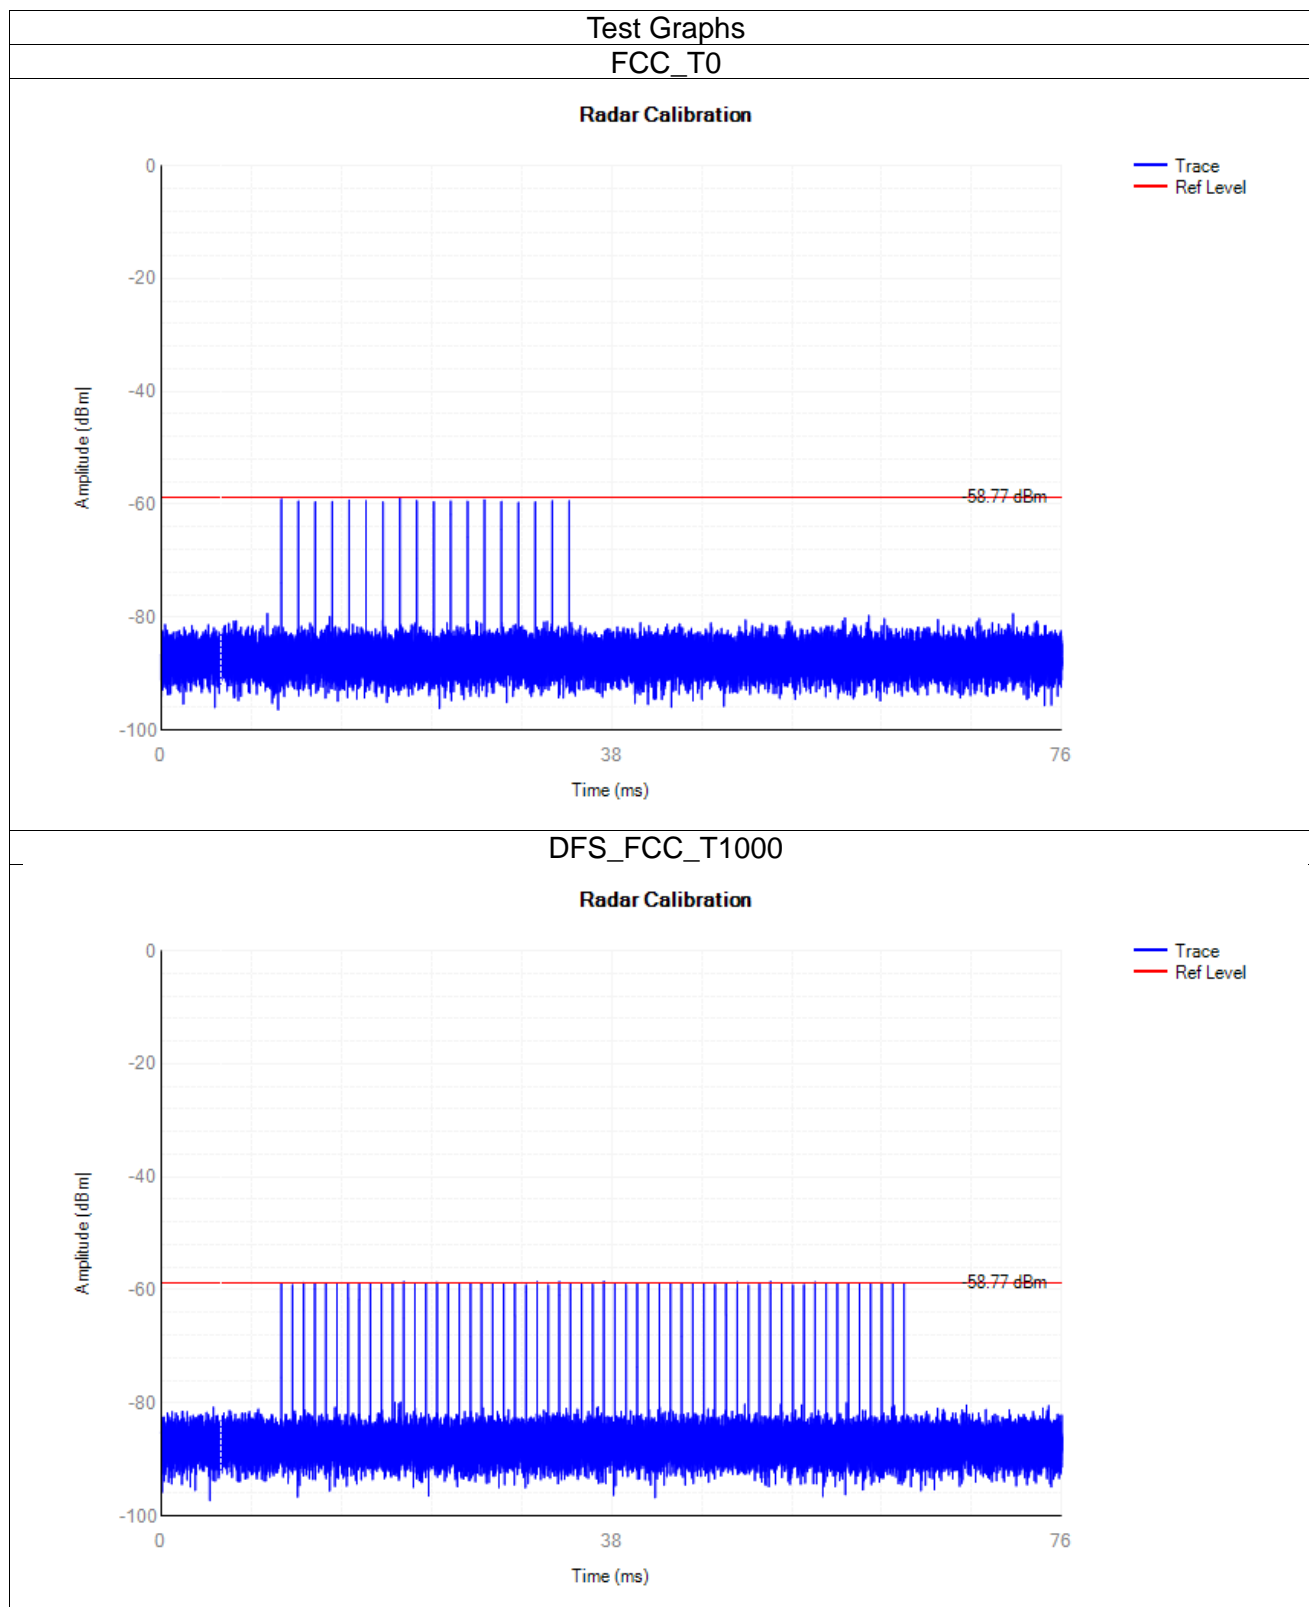 Test Graphs
FCC_T0
Radar Calibration
0
-20
-40
-60
-80
-100
Amplitude [dBm]
Trace
Ref Level
-58.77 dBm
0 38 76
Time (ms)
DFS_FCC_T1000
Radar Calibration
0
-20
-40
-60
-80
-100
Amplitude [dBm]
Trace
Ref Level
-58.77 dBm
0 38 76
Time (ms)